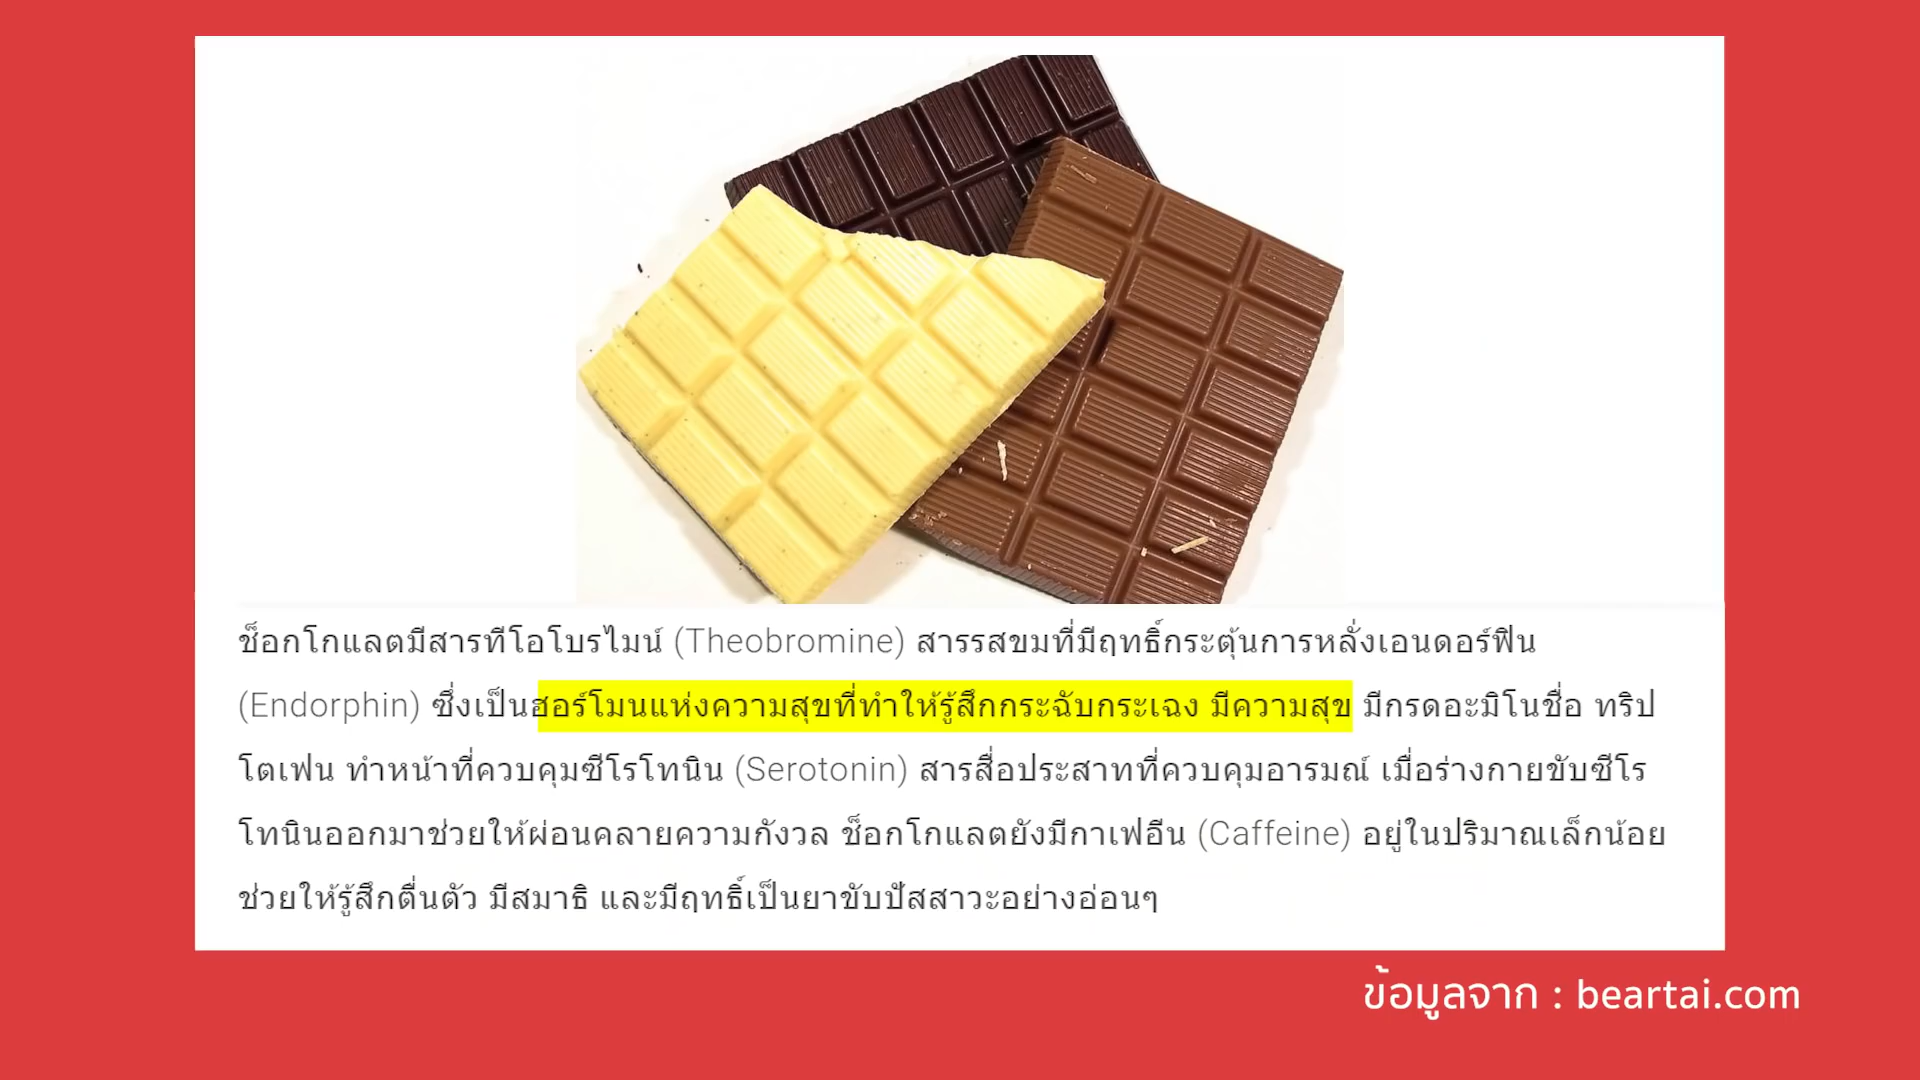 ช็อกโกแลตมีสารทีโอโบรไมน์ (Theobromine) สารรสขมที่มีฤทธิ์กระตุ้นการหลั่งเอนดอร์ฟิน
(Endorphin) ซึ่งเป็นฮอร์โมนแห่งความสุขที่ทำให้รู้สึกกระฉับกระเฉง มีความสุข มีกรดอะมิโนชื่อ ทริป
โตเฟน ทำหน้าที่ควบคุมซีโรโทนิน (Serotonin) สารสื่อประสาทที่ควบคุมอารมณ์ เมื่อร่างกายขับซีโร
โทนินออกมาช่วยให้ผ่อนคลายความกังวล ช็อกโกแลตยังมีกาเฟอีน (Caffeine) อยู่ในปริมาณเล็กน้อย
ช่วยให้รู้สึกตื่นตัว มีสมาธิ และมีฤทธิ์เป็นยาขับปัสสาวะอย่างอ่อนๆ
ข้อมูลจาก : beartai.com